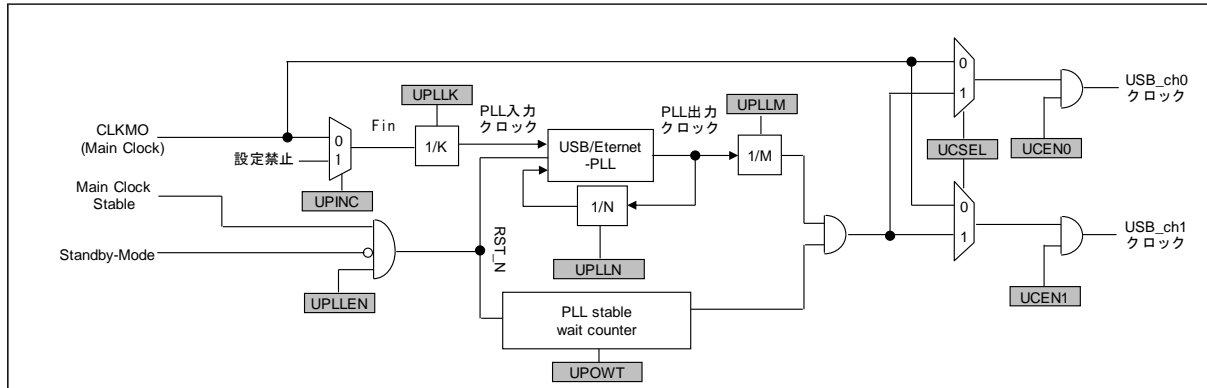 CLKMO
(Main Clock)
設定禁止
0
1
UPINC
Fin
UPLLK
1/K
PLL入力
クロック
USB/Eternet
-PLL
1/N
UPLLN
PLL出力
クロック
UPLLM
1/M
Main Clock
Stable
Standby-Mode
UPLLEN
RST_N
PLL stable
wait counter
UPOWT
0
1
UCSEL
0
1
UCEN0
USB_ch0
クロック
UCEN1
USB_ch1
クロック